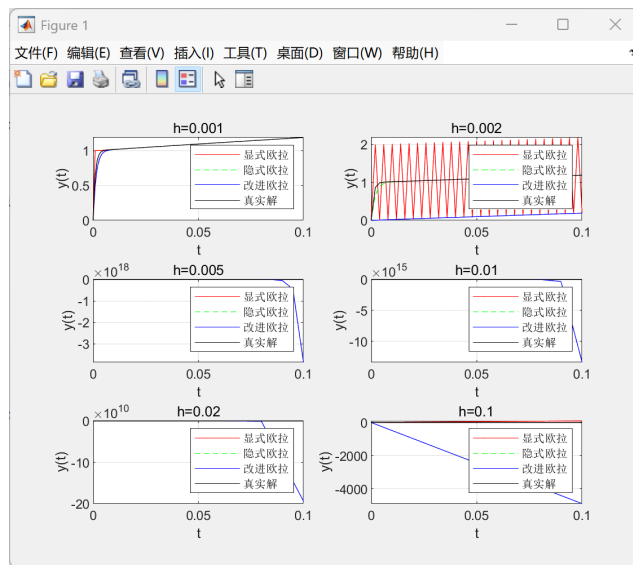 Figure 1
文件(F) 编辑(E) 查看(V) 插入(I) 工具(T) 桌面(D) 窗口(W) 帮助(H)
h=0.001
1
0.5
0
y(t)
0 0.05 0.1
t
显式欧拉
隐式欧拉
改进欧拉
真实解
h=0.002
2
1
0
y(t)
0 0.05 0.1
t
显式欧拉
隐式欧拉
改进欧拉
真实解
×10^18
h=0.005
0
-1
-2
-3
y(t)
0 0.05 0.1
t
显式欧拉
隐式欧拉
改进欧拉
真实解
×10^15
h=0.01
0
-5
-10
y(t)
0 0.05 0.1
t
显式欧拉
隐式欧拉
改进欧拉
真实解
×10^10
h=0.02
0
-10
-20
y(t)
0 0.05 0.1
t
显式欧拉
隐式欧拉
改进欧拉
真实解
h=0.1
0
-2000
-4000
y(t)
0 0.05 0.1
t
显式欧拉
隐式欧拉
改进欧拉
真实解